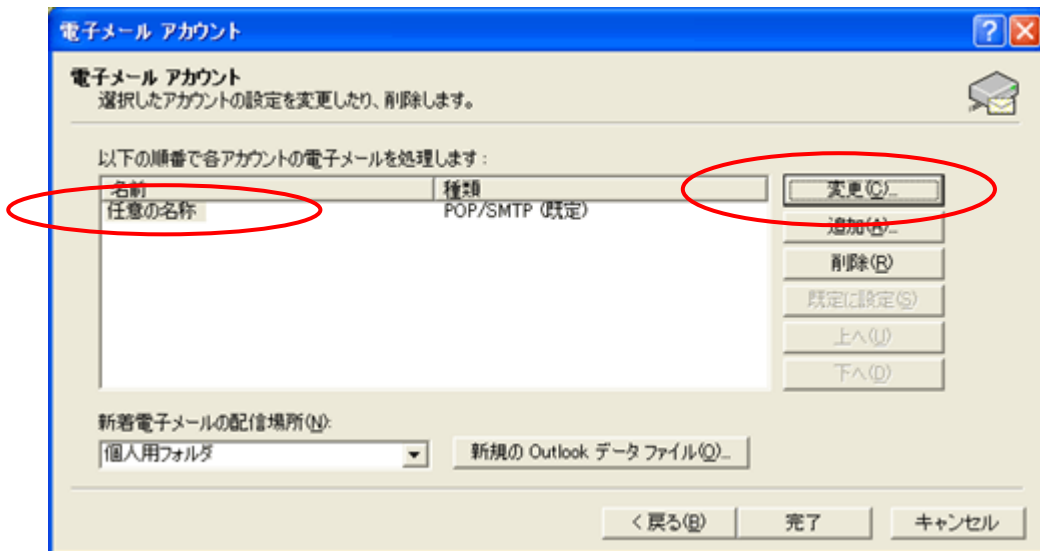 電子メール アカウント
電子メール アカウント
選択したアカウントの設定を変更したり、削除します。
以下の順番で各アカウントの電子メールを処理します:
名前 種類
任意の名称 POP/SMTP (既定)
変更(C)...
追加(A)...
削除(R)
既定に設定(S)
上へ(U)
下へ(D)
新着電子メールの配信場所(N):
個人用フォルダ 新規の Outlook データ ファイル(O)...
< 戻る(B) 完了 キャンセル